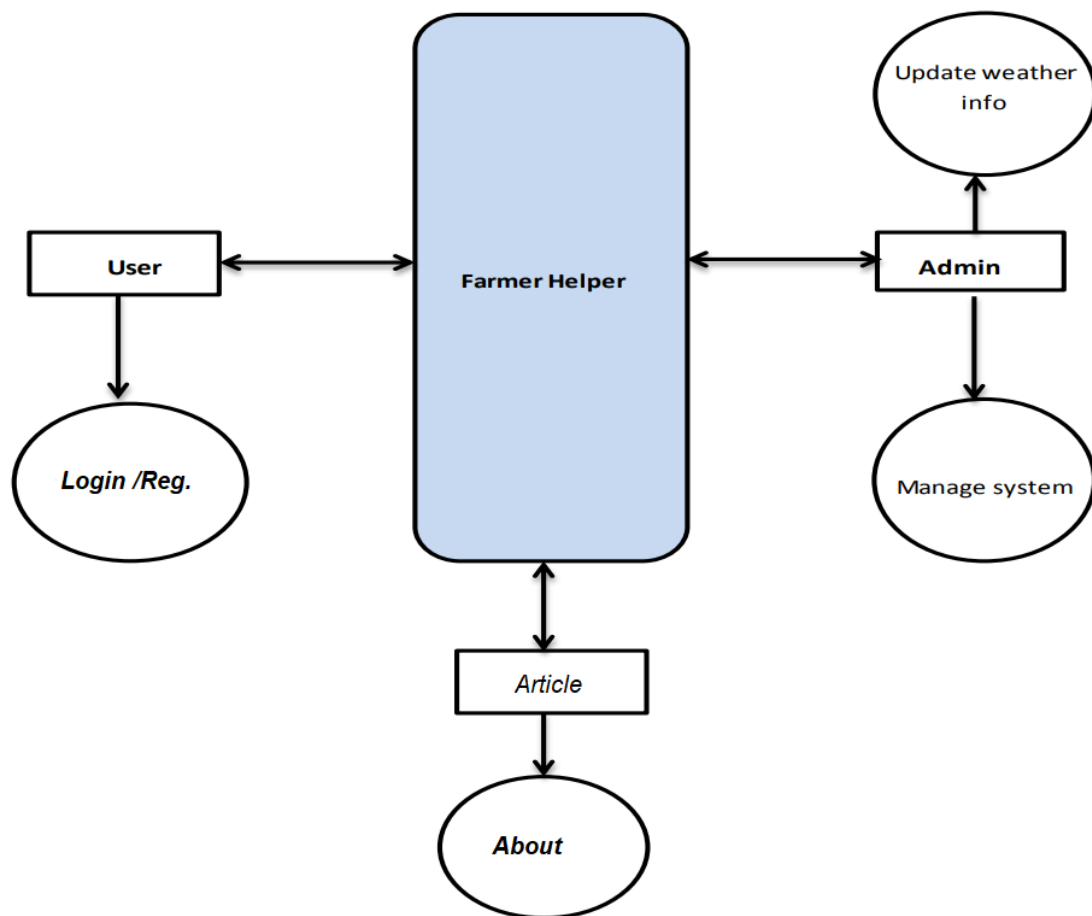 Update weather
info
User
Farmer Helper
Admin
Login /Reg.
Manage system
Article
About